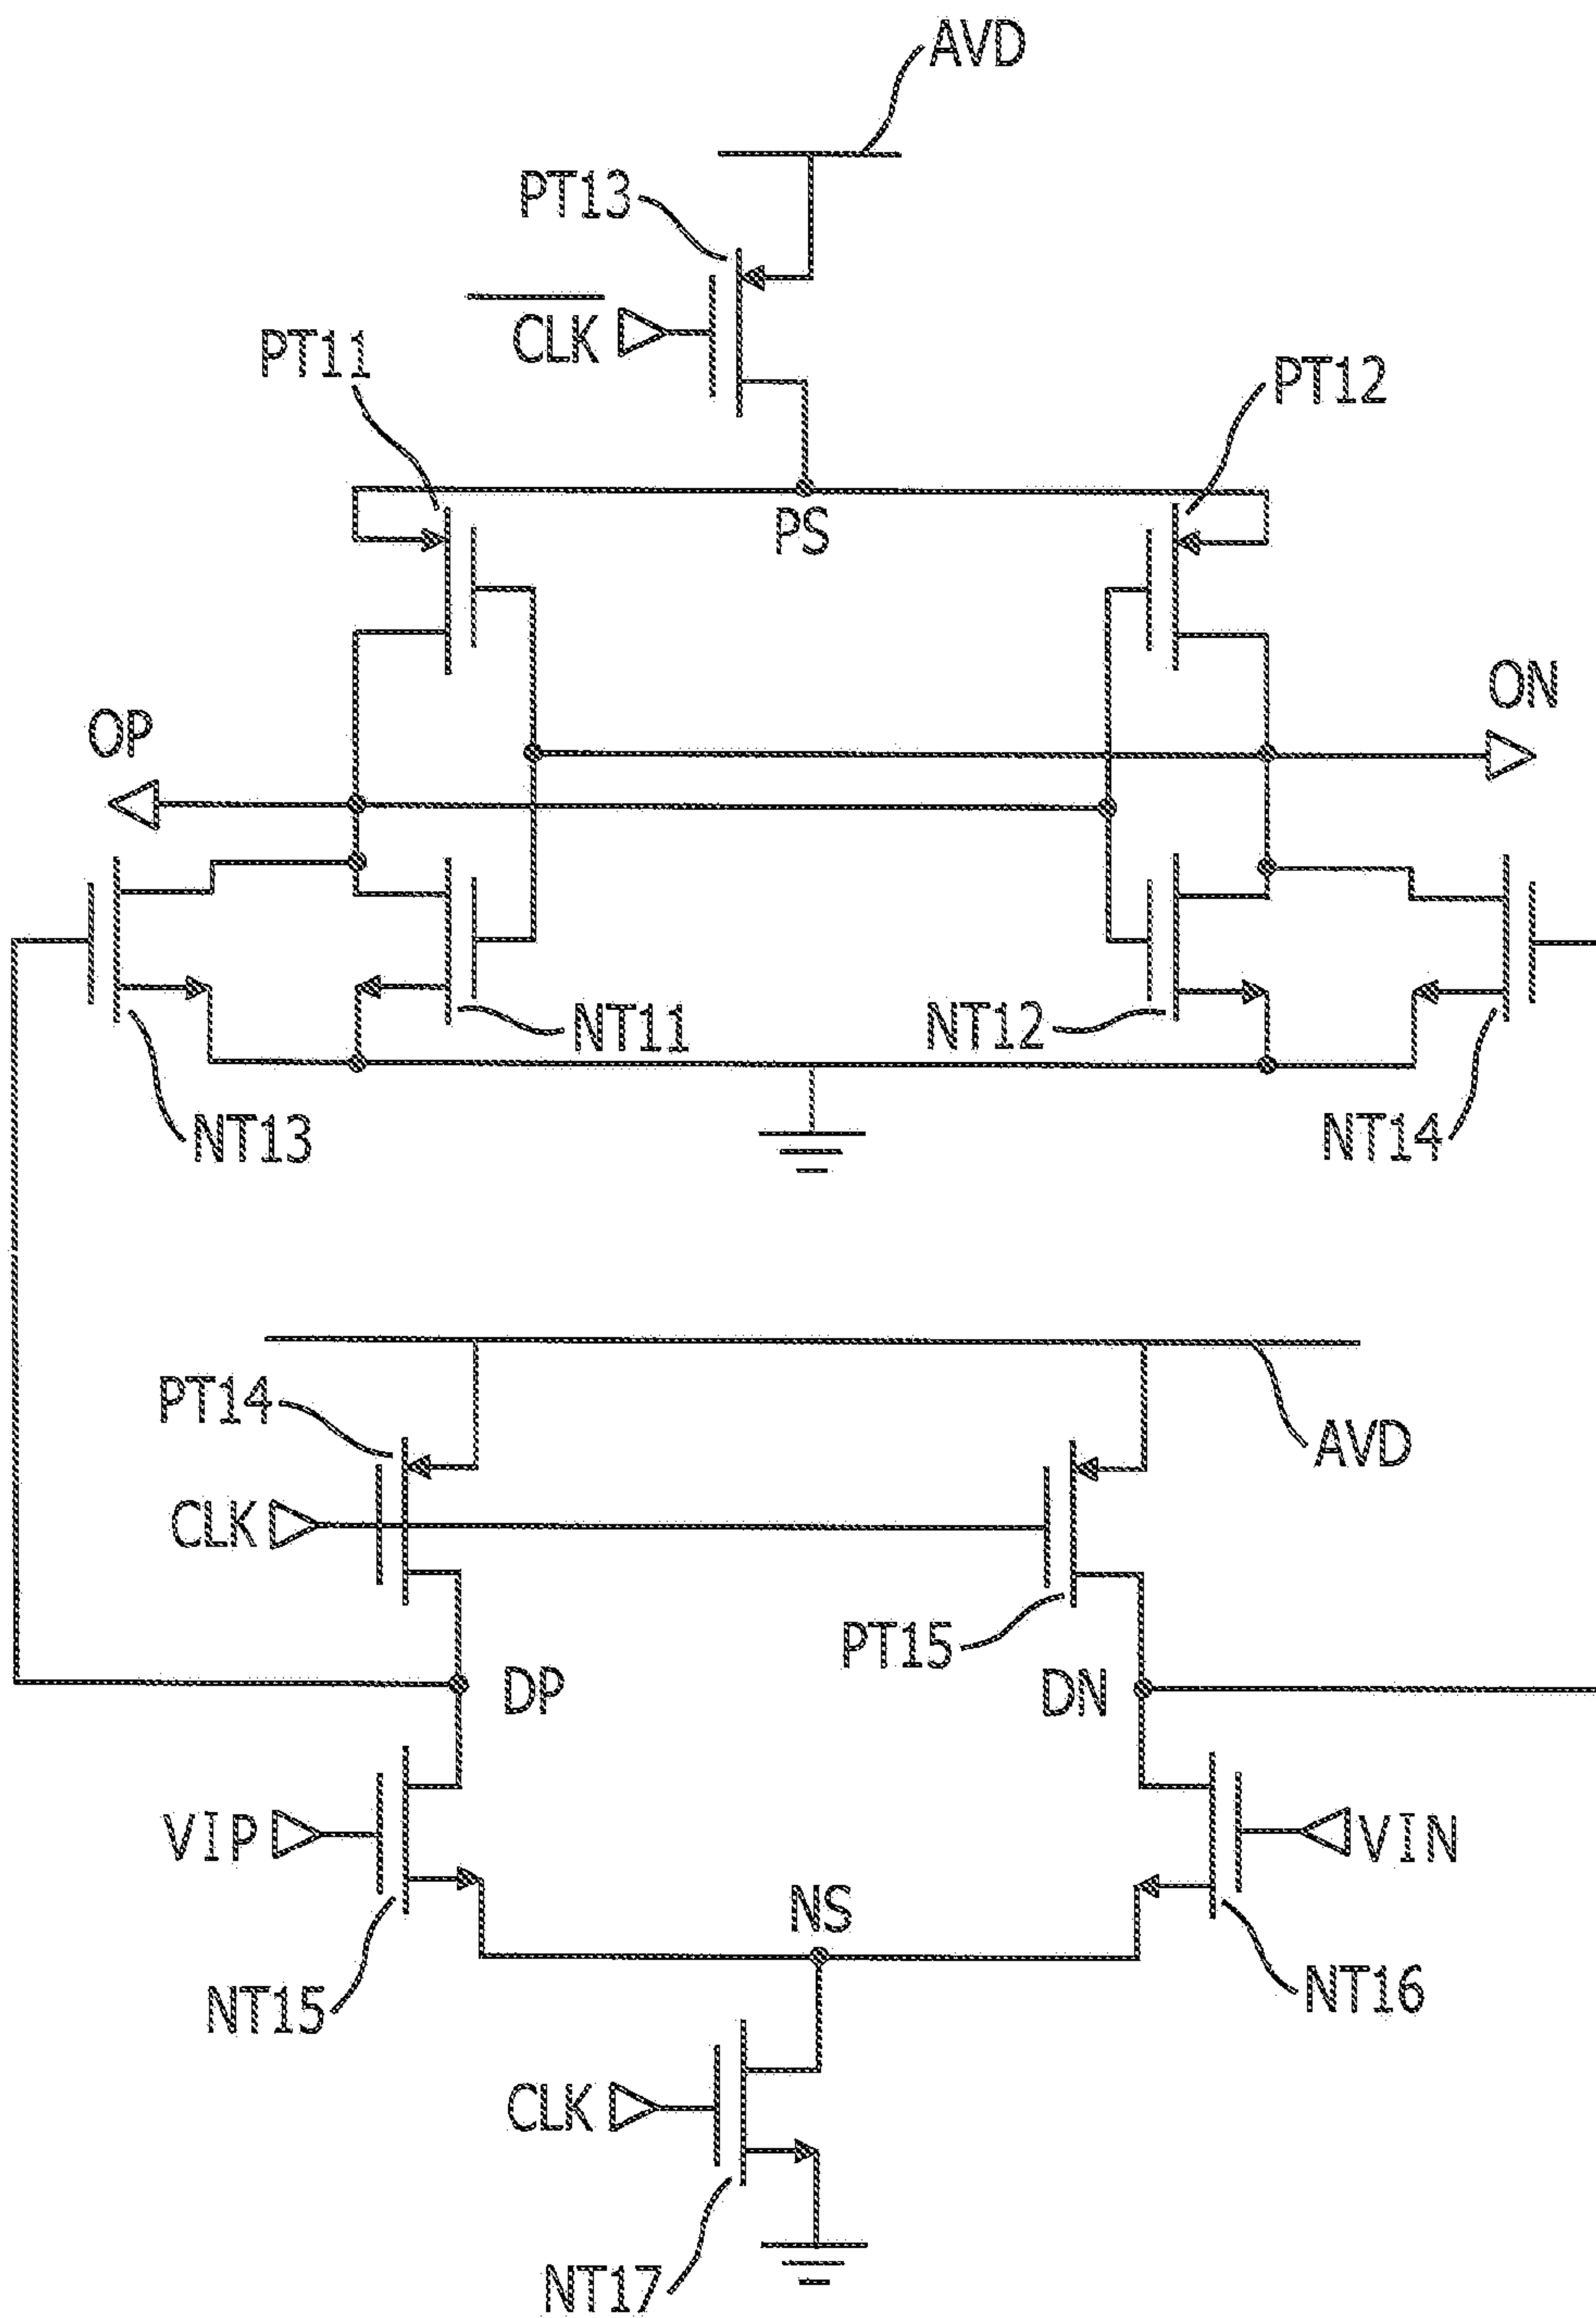 AVD
PT13
CLK
PT11
PT12
PS
OP
ON
NT11
NT12
NT13
NT14
PT14
AVD
CLK
PT15
DP
DN
VIP
VIN
NS
NT15
NT16
CLK
NT17